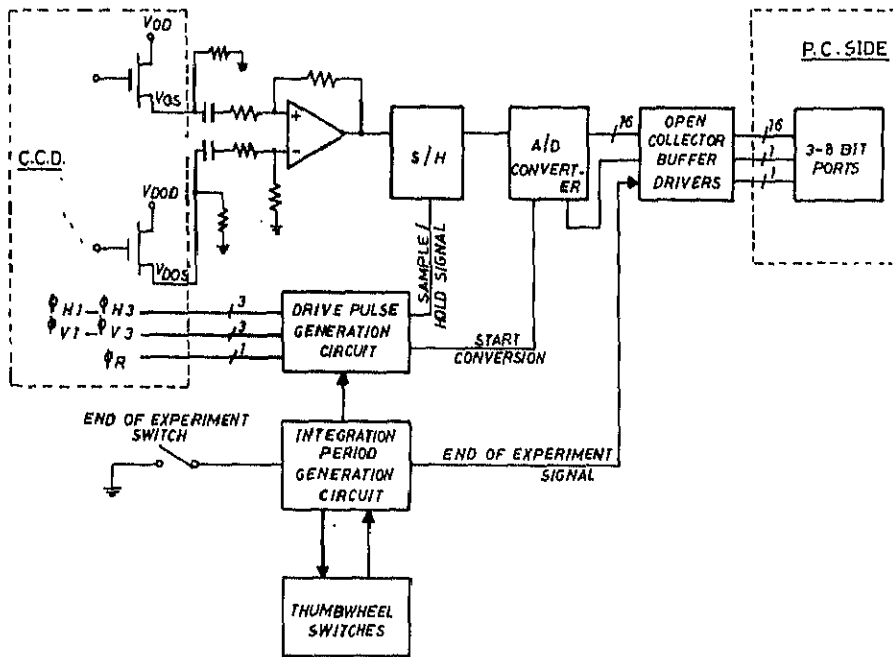 VOD
VOS
C.C.D.
VDOD
VDOS
+
−
S/H
A/D
CONVERT-
ER
16
OPEN
COLLECTOR
BUFFER
DRIVERS
16
1
1
P.C. SIDE
3-8 BIT
PORTS
SAMPLE/
HOLD SIGNAL
ϕH1–ϕH3
3
ϕV1–ϕV3
3
ϕR
1
DRIVE PULSE
GENERATION
CIRCUIT
START
CONVERSION
END OF EXPERIMENT
SWITCH
INTEGRATION
PERIOD
GENERATION
CIRCUIT
END OF EXPERIMENT
SIGNAL
THUMBWHEEL
SWITCHES